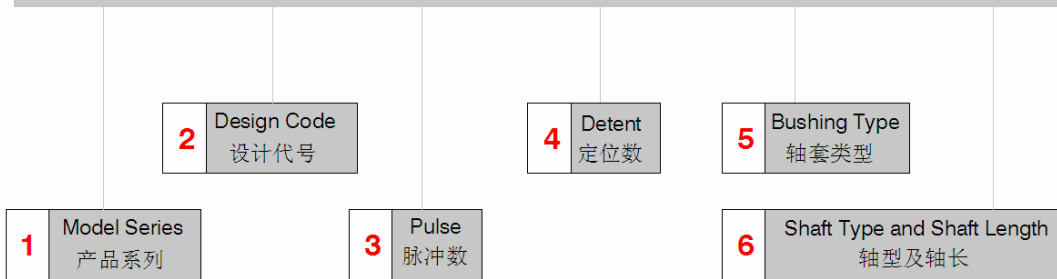 2
Design Code
设计代号
4
Detent
定位数
5
Bushing Type
轴套类型
1
Model Series
产品系列
3
Pulse
脉冲数
6
Shaft Type and Shaft Length
轴型及轴长